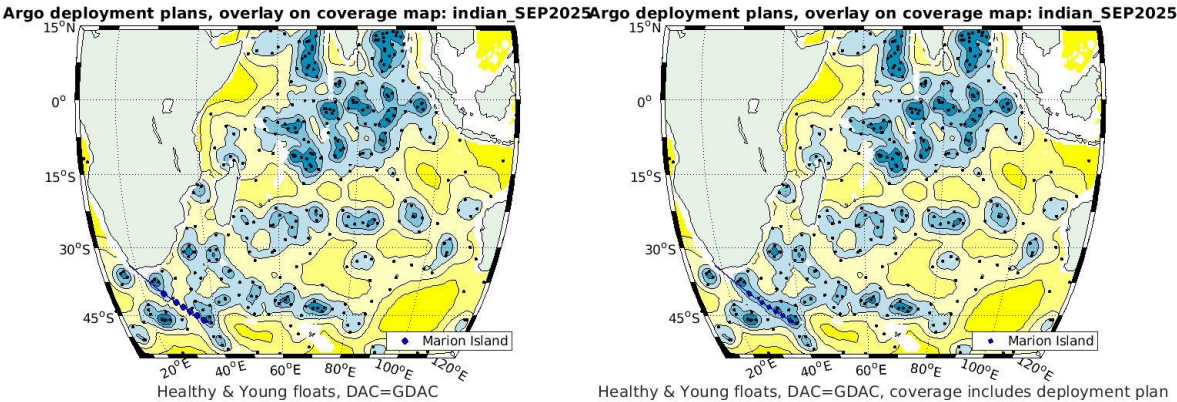 Argo deployment plans, overlay on coverage map: indian_SEP2025
15°N
0°
15°S
30°S
45°S
20°E
40°E
60°E
80°E
100°E
120°E
Marion Island
Healthy & Young floats, DAC=GDAC
Argo deployment plans, overlay on coverage map: indian_SEP2025
15°N
0°
15°S
30°S
45°S
20°E
40°E
60°E
80°E
100°E
120°E
Marion Island
Healthy & Young floats, DAC=GDAC, coverage includes deployment plan